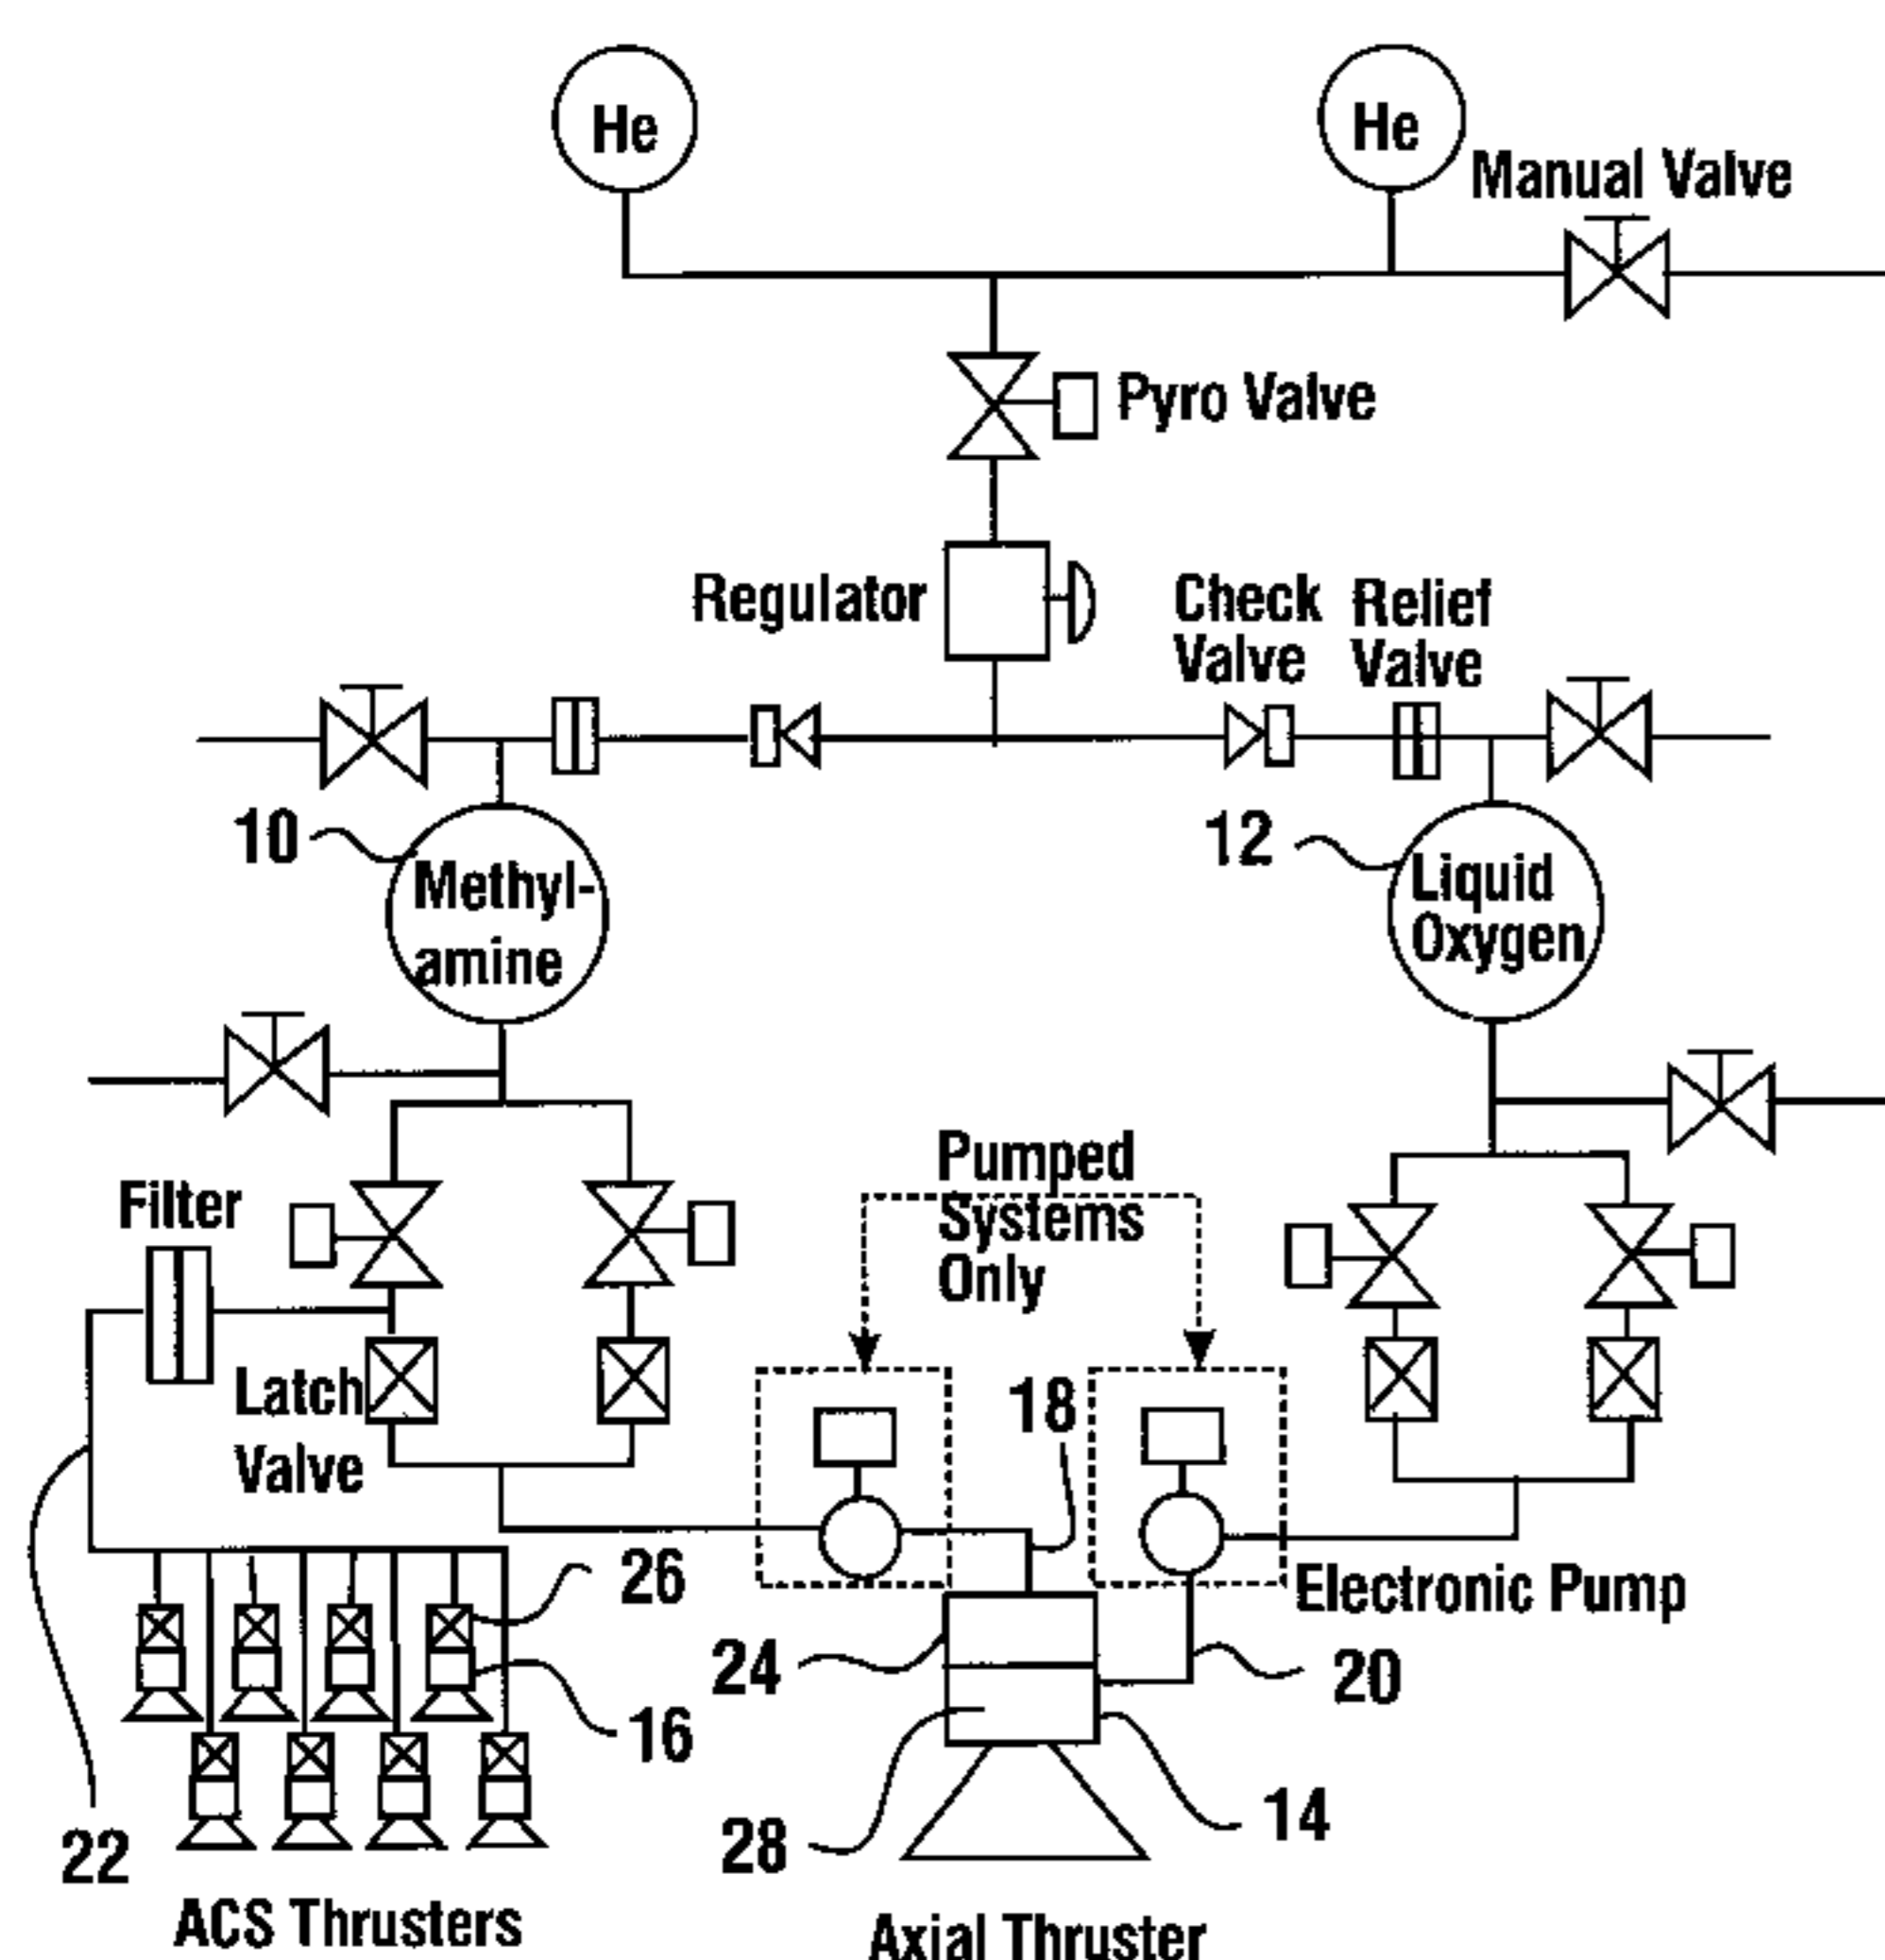 He
He
Manual Valve
Pyro Valve
Regulator
Check
Valve
Relief
Valve
10
Methyl-
amine
12
Liquid
Oxygen
Filter
Pumped
Systems
Only
Latch
Valve
18
26
Electronic Pump
24
20
16
28
14
22
ACS Thrusters
Axial Thruster